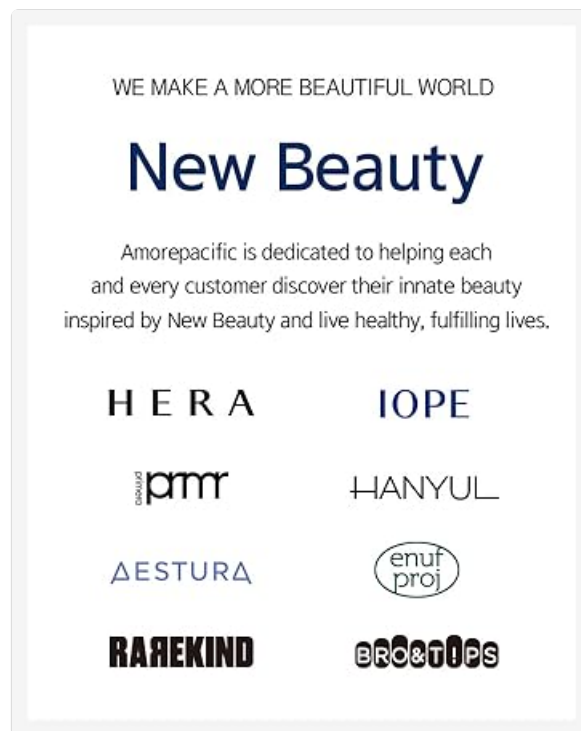 WE MAKE A MORE BEAUTIFUL WORLD
New Beauty
Amorepacific is dedicated to helping each
and every customer discover their innate beauty
inspired by New Beauty and live healthy, fulfilling lives.
HERA
IOPE
primera prmr
HANYUL
AESTURA
enuf
proj
RAREKIND
BRO&TIPS